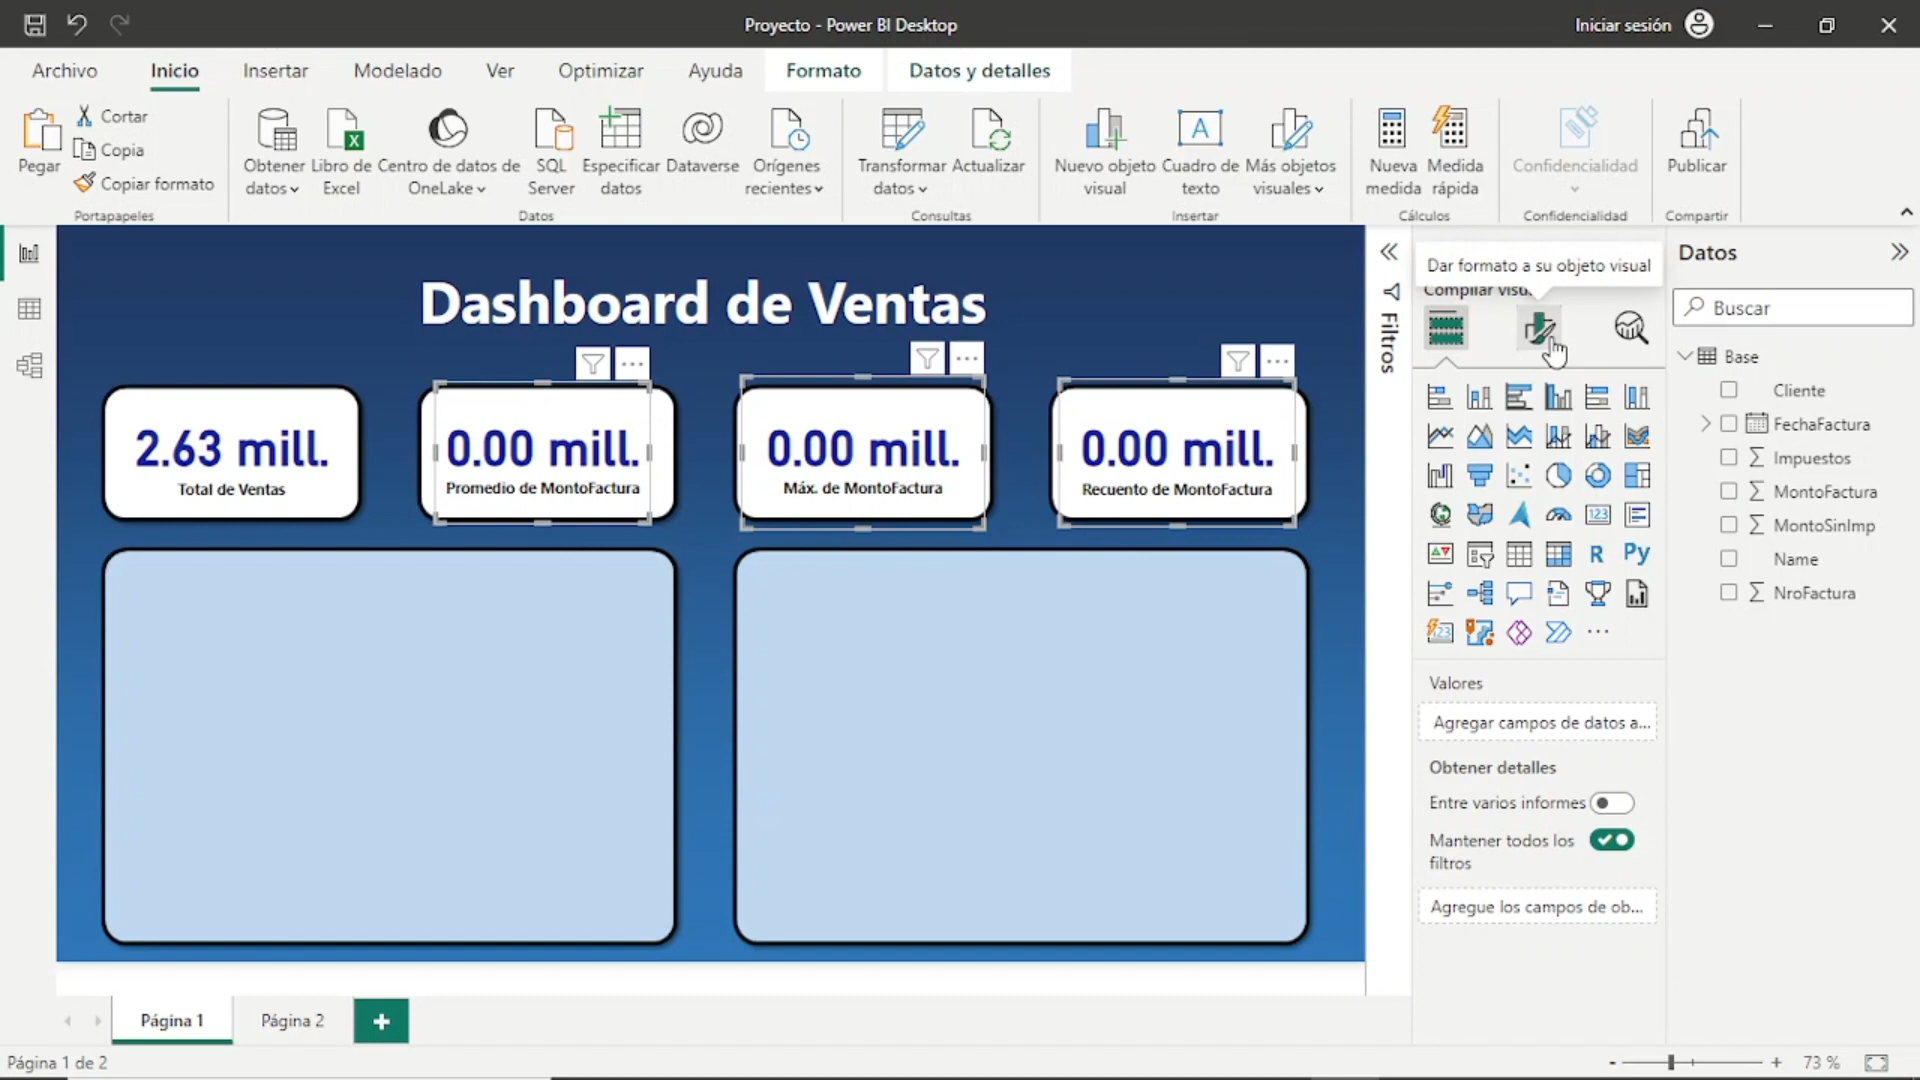 Proyecto - Power BI Desktop
Iniciar sesión
Archivo
Inicio
Insertar
Modelado
Ver
Optimizar
Ayuda
Formato
Datos y detalles
Pegar
Cortar
Copia
Copiar formato
Portapapeles
Obtener datos
Libro de Excel
Centro de datos de OneLake
SQL Server
Especificar datos
Dataverse
Orígenes recientes
Datos
Transformar datos
Actualizar
Consultas
Nuevo objeto visual
Cuadro de texto
Más objetos visuales
Insertar
Nueva medida
Medida rápida
Cálculos
Confidencialidad
Confidencialidad
Publicar
Compartir
Dashboard de Ventas
2.63 mill.
Total de Ventas
0.00 mill.
Promedio de MontoFactura
0.00 mill.
Máx. de MontoFactura
0.00 mill.
Recuento de MontoFactura
Filtros
Dar formato a su objeto visual
Compilar visu
R
Py
123
123
Valores
Agregar campos de datos a...
Obtener detalles
Entre varios informes
Mantener todos los
filtros
Agregue los campos de ob...
Datos
Buscar
Base
Cliente
FechaFactura
Impuestos
MontoFactura
MontoSinImp
Name
NroFactura
Página 1
Página 2
Página 1 de 2
73 %